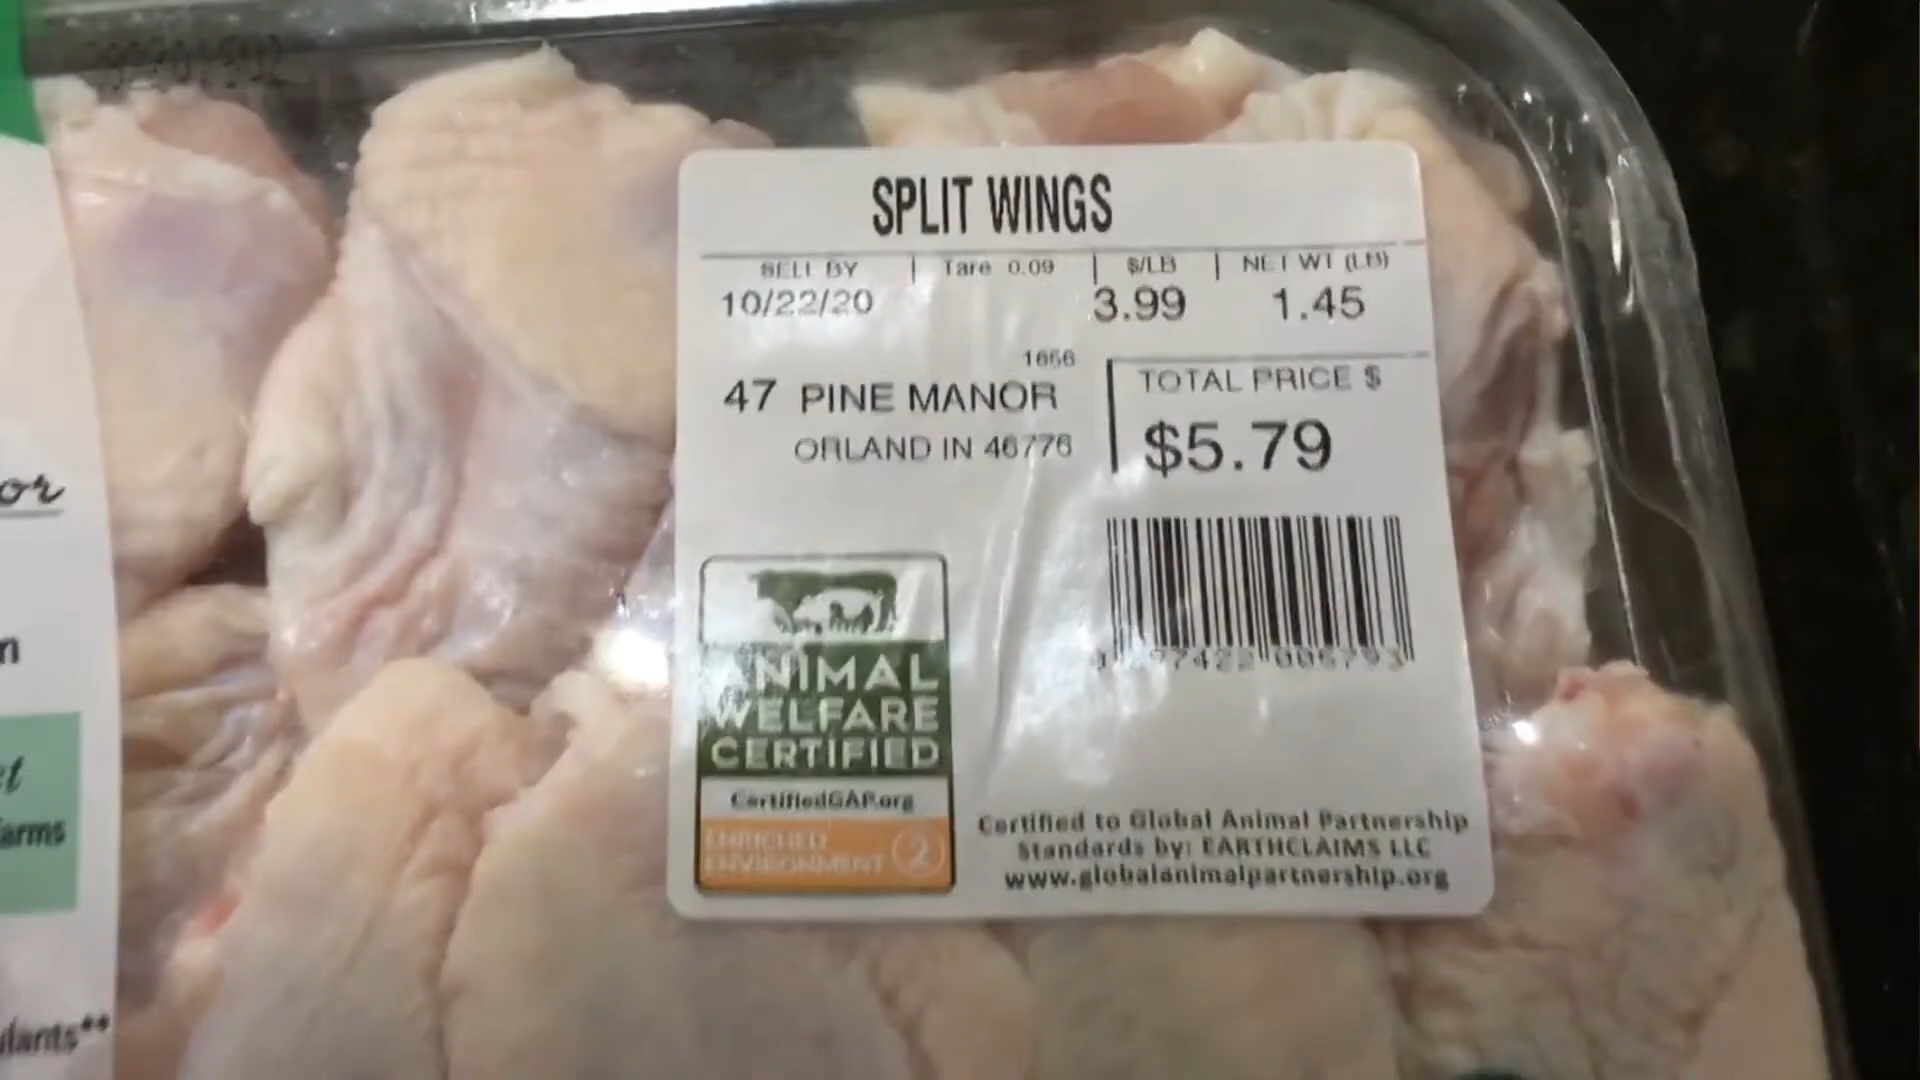 or
n
et
arms
ulants**
SPLIT WINGS
SELL BY | Tare 0.09 | $/LB | NET WT (LB)
10/22/20 3.99 1.45
1656
47 PINE MANOR
ORLAND IN 46776
TOTAL PRICE $
$5.79
ANIMAL
WELFARE
CERTIFIED
CertifiedGAP.org
ENRICHED
ENVIRONMENT 2
Certified to Global Animal Partnership
Standards by: EARTHCLAIMS LLC
www.globalanimalpartnership.org